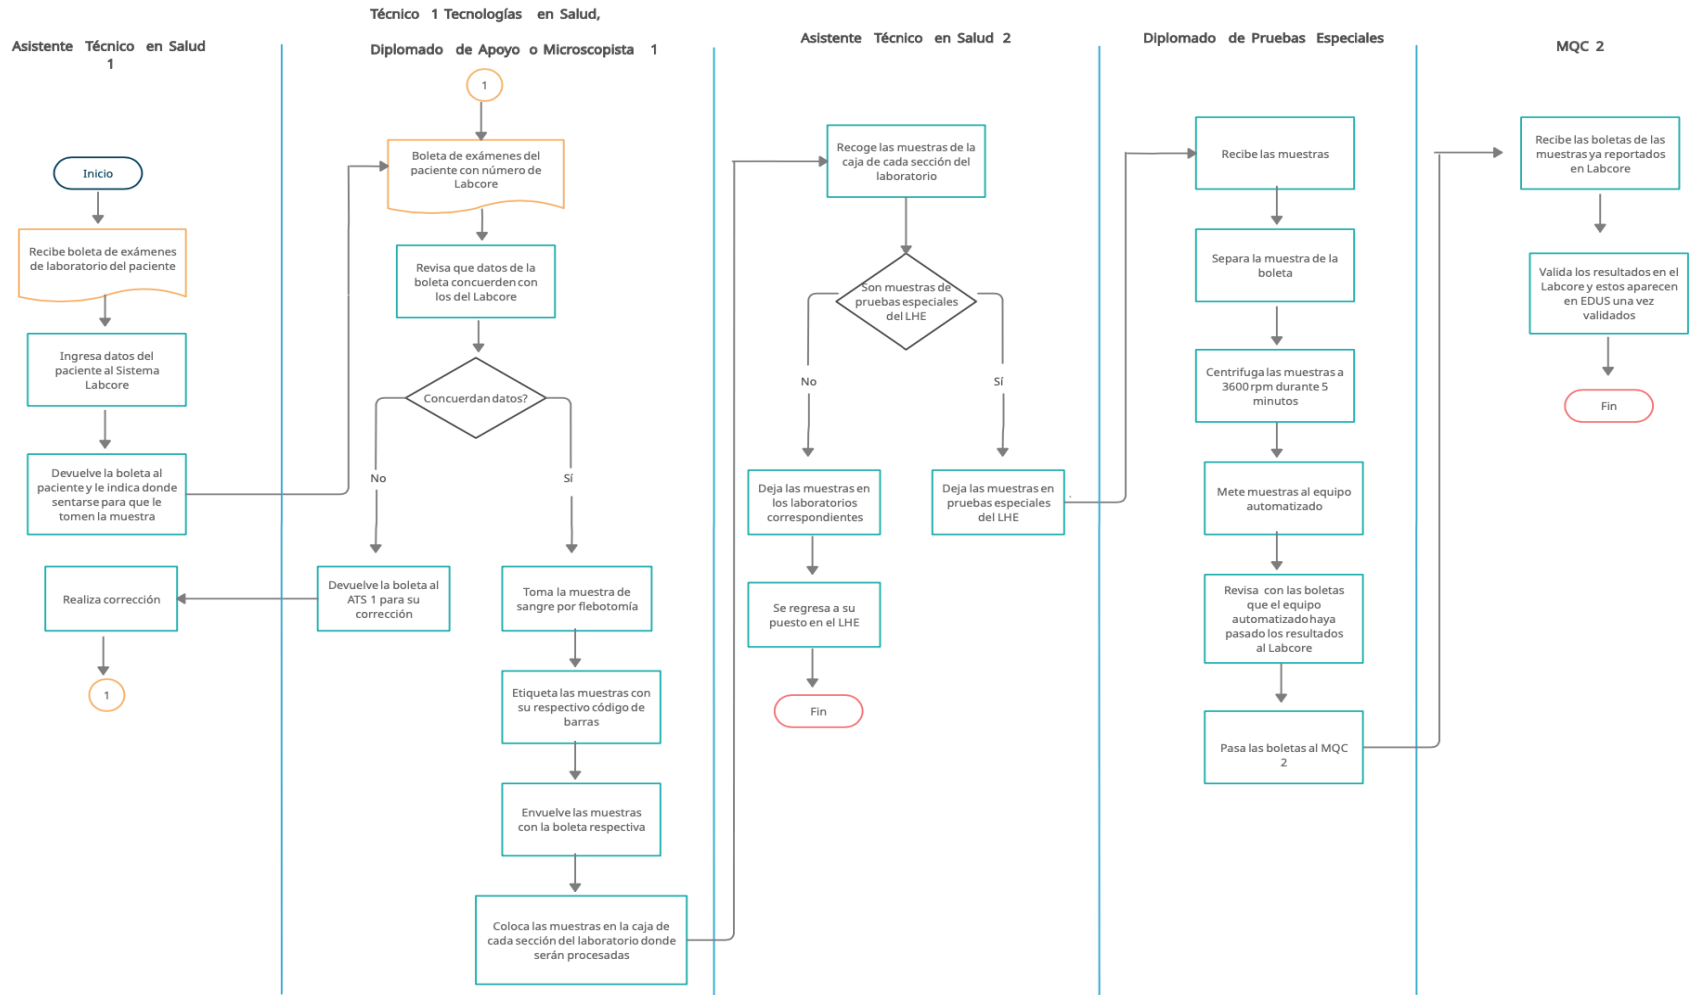 Asistente Técnico en Salud
1
Inicio
Recibe boleta de exámenes
de laboratorio del paciente
Ingresa datos del
paciente al Sistema
Labcore
Devuelve la boleta al
paciente y le indica donde
sentarse para que le
tomen la muestra
Realiza corrección
1
Técnico 1 Tecnologías en Salud,
Diplomado de Apoyo o Microscopista 1
1
Boleta de exámenes del
paciente con número de
Labcore
Revisa que datos de la
boleta concuerden con
los del Labcore
Concuerdan datos?
No
Sí
Devuelve la boleta al
ATS 1 para su
corrección
Toma la muestra de
sangre por flebotomía
Etiqueta las muestras con
su respectivo código de
barras
Envuelve las muestras
con la boleta respectiva
Coloca las muestras en la caja de
cada sección del laboratorio donde
serán procesadas
Asistente Técnico en Salud 2
Recoge las muestras de la
caja de cada sección del
laboratorio
Son muestras de
pruebas especiales
del LHE
No
Sí
Deja las muestras en
los laboratorios
correspondientes
Deja las muestras en
pruebas especiales
del LHE
Se regresa a su
puesto en el LHE
Fin
Diplomado de Pruebas Especiales
Recibe las muestras
Separa la muestra de la
boleta
Centrifuga las muestras a
3600 rpm durante 5
minutos
Mete muestras al equipo
automatizado
Revisa con las boletas
que el equipo
automatizado haya
pasado los resultados
al Labcore
Pasa las boletas al MQC
2
MQC 2
Recibe las boletas de las
muestras ya reportados
en Labcore
Valida los resultados en el
Labcore y estos aparecen
en EDUS una vez
validados
Fin